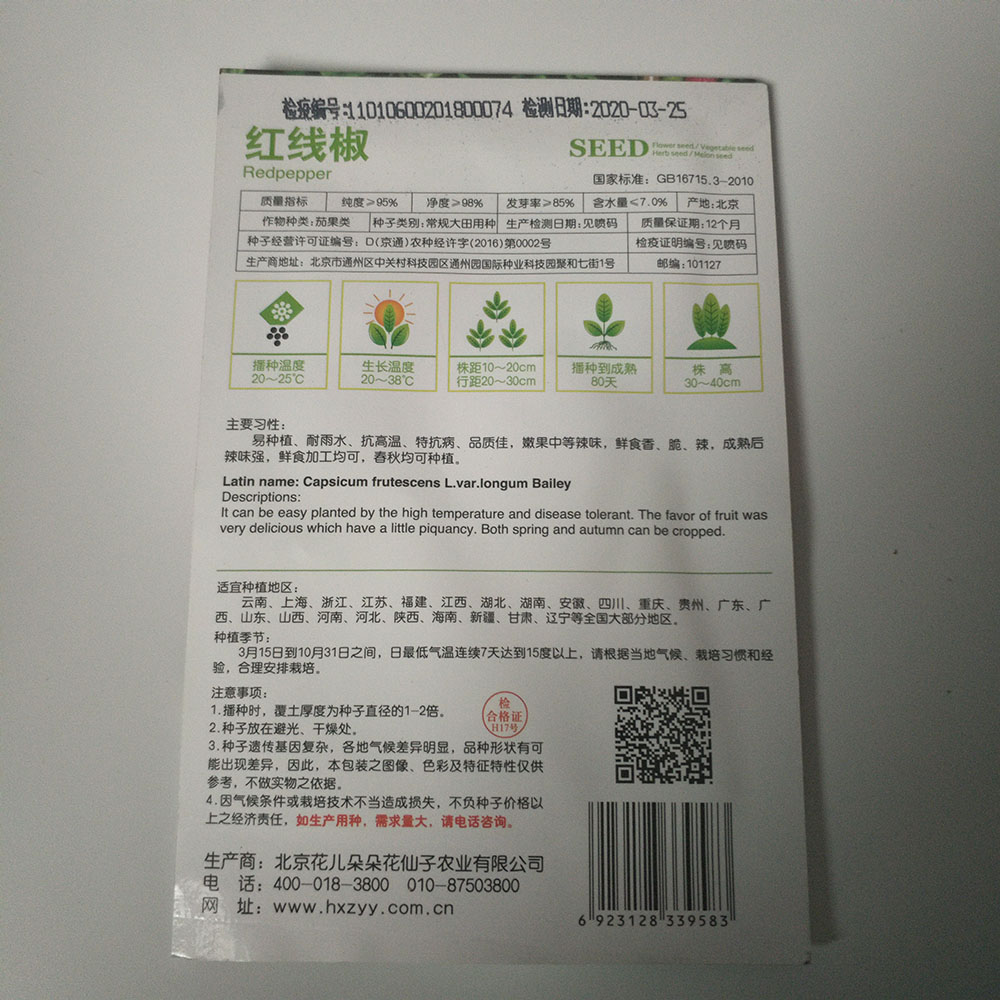 检疫编号:11010600201800074 检测日期:2020-03-25
红线椒
Redpepper
SEED Flower seed / Vegetable seed
Herb seed / Melon seed
国家标准：GB16715.3-2010
质量指标 纯度≥95% 净度≥98% 发芽率≥85% 含水量≤7.0% 产地:北京
作物种类:茄果类 种子类别:常规大田用种 生产检测日期:见喷码 质量保证期:12个月
种子经营许可证编号：D(京通)农种经许字(2016)第0002号 检疫证明编号:见喷码
生产商地址：北京市通州区中关村科技园区通州园国际种业科技园聚和七街1号 邮编:101127
播种温度
20～25℃
生长温度
20～38℃
株距10～20cm
行距20～30cm
播种到成熟
80天
株 高
30～40cm
主要习性：
易种植、耐雨水、抗高温、特抗病、品质佳，嫩果中等辣味，鲜食香、脆、辣，成熟后
辣味强，鲜食加工均可，春秋均可种植。
Latin name: Capsicum frutescens L.var.longum Bailey
Descriptions:
It can be easy planted by the high temperature and disease tolerant. The favor of fruit was
very delicious which have a little piquancy. Both spring and autumn can be cropped.
适宜种植地区：
云南、上海、浙江、江苏、福建、江西、湖北、湖南、安徽、四川、重庆、贵州、广东、广
西、山东、山西、河南、河北、陕西、海南、新疆、甘肃、辽宁等全国大部分地区。
种植季节：
3月15日到10月31日之间，日最低气温连续7天达到15度以上，请根据当地气候、栽培习惯和经
验，合理安排栽培。
注意事项：
1.播种时，覆土厚度为种子直径的1-2倍。
2.种子放在避光、干燥处。
3.种子遗传基因复杂，各地气候差异明显，品种形状有可
能出现差异，因此，本包装之图像、色彩及特征特性仅供
参考，不做实物之依据。
4.因气候条件或栽培技术不当造成损失，不负种子价格以
上之经济责任，如生产用种，需求量大，请电话咨询。
检
合格证
H17号
生产商：北京花儿朵朵花仙子农业有限公司
电 话：400-018-3800 010-87503800
网 址：www.hxzyy.com.cn
6 923128 339583